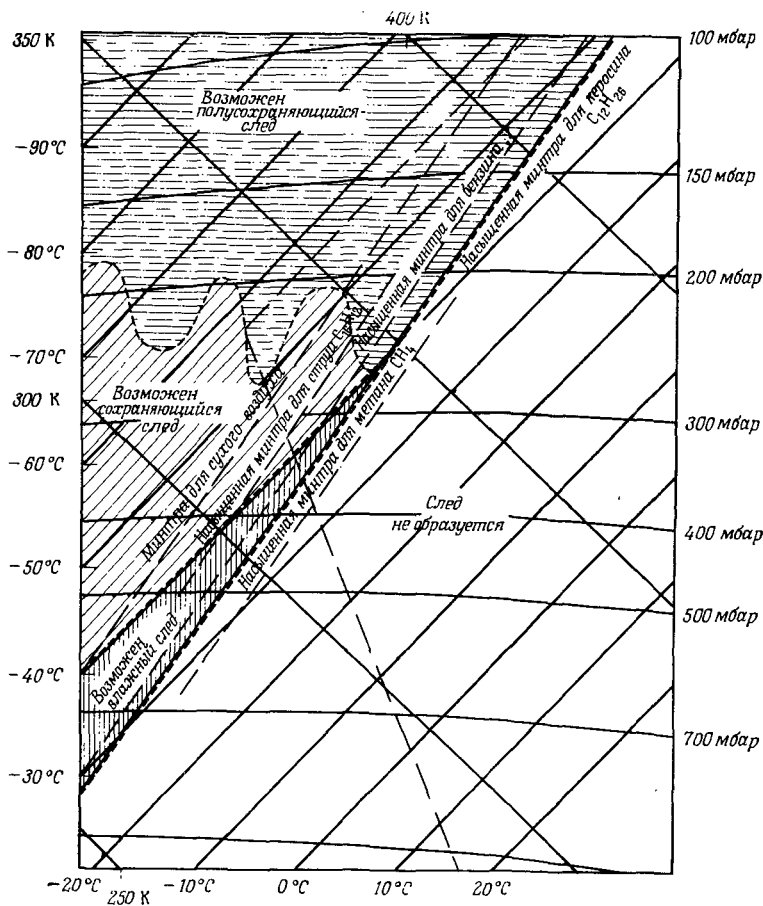 400 К
350 К
100 мбар
Возможен
полусохраняющийся
след
Насыщенная минтра для керосина
C₁₂H₂₆
−90°C
150 мбар
Насыщенная минтра для бензина
−80°C
200 мбар
−70°C
Возможен
сохраняющийся
след
300 К
300 мбар
Минтра для сухого воздуха
Насыщенная минтра для струи
Насыщенная минтра для метана CH₄
−60°C
След
не образуется
400 мбар
−50°C
500 мбар
Возможен
влажный след
−40°C
700 мбар
−30°C
−20°C
−10°C
0°C
10°C
20°C
250 К